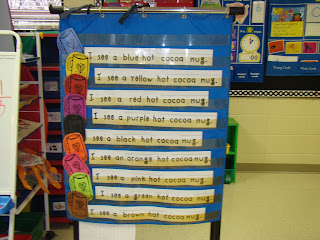 I see a blue hot cocoa mug.
I see a yellow hot cocoa mug.
I see a red hot cocoa mug.
I see a purple hot cocoa mug.
I see a black hot cocoa mug.
I see an orange hot cocoa mug.
I see a pink hot cocoa mug.
I see a green hot cocoa mug.
I see a brown hot cocoa mug.